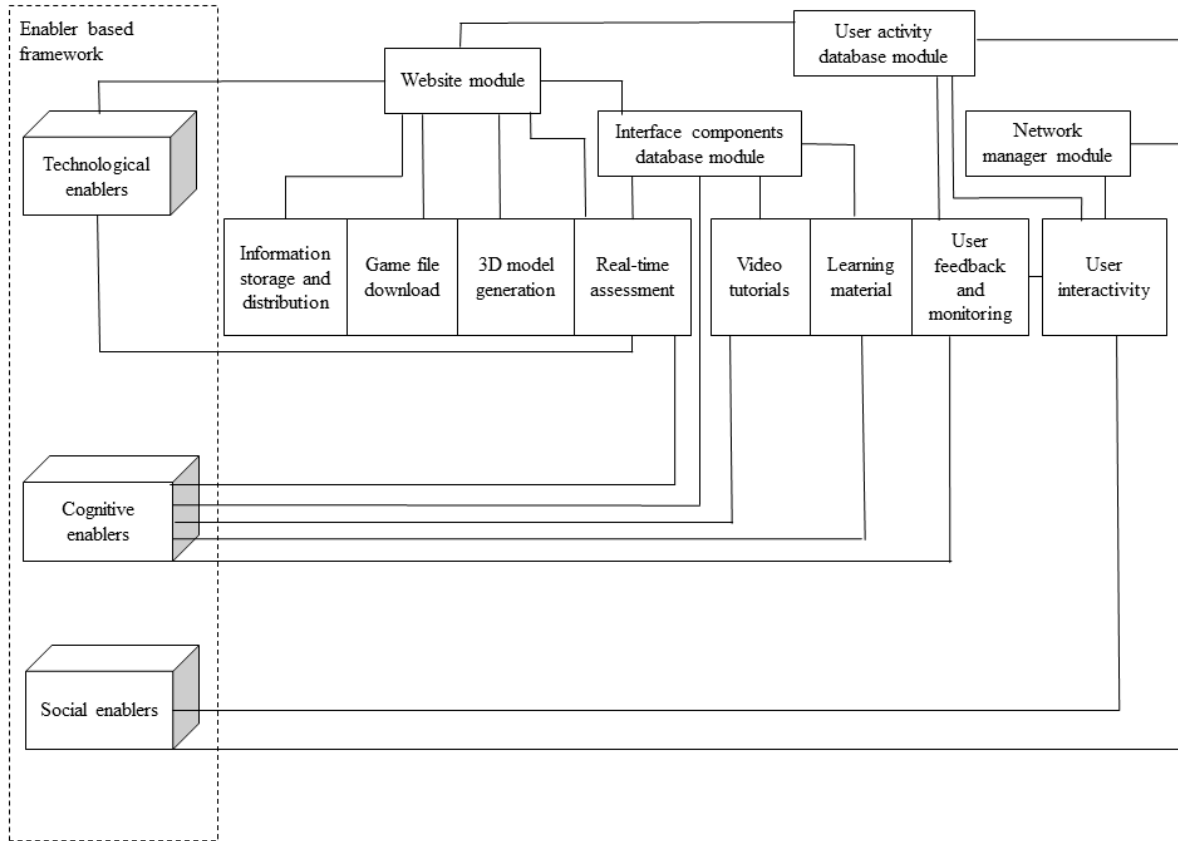 Enabler based
framework
User activity
database module
Website module
Interface components
database module
Network
manager module
Technological
enablers
Information
storage and
distribution
Game file
download
3D model
generation
Real-time
assessment
Video
tutorials
Learning
material
User
feedback
and
monitoring
User
interactivity
Cognitive
enablers
Social enablers